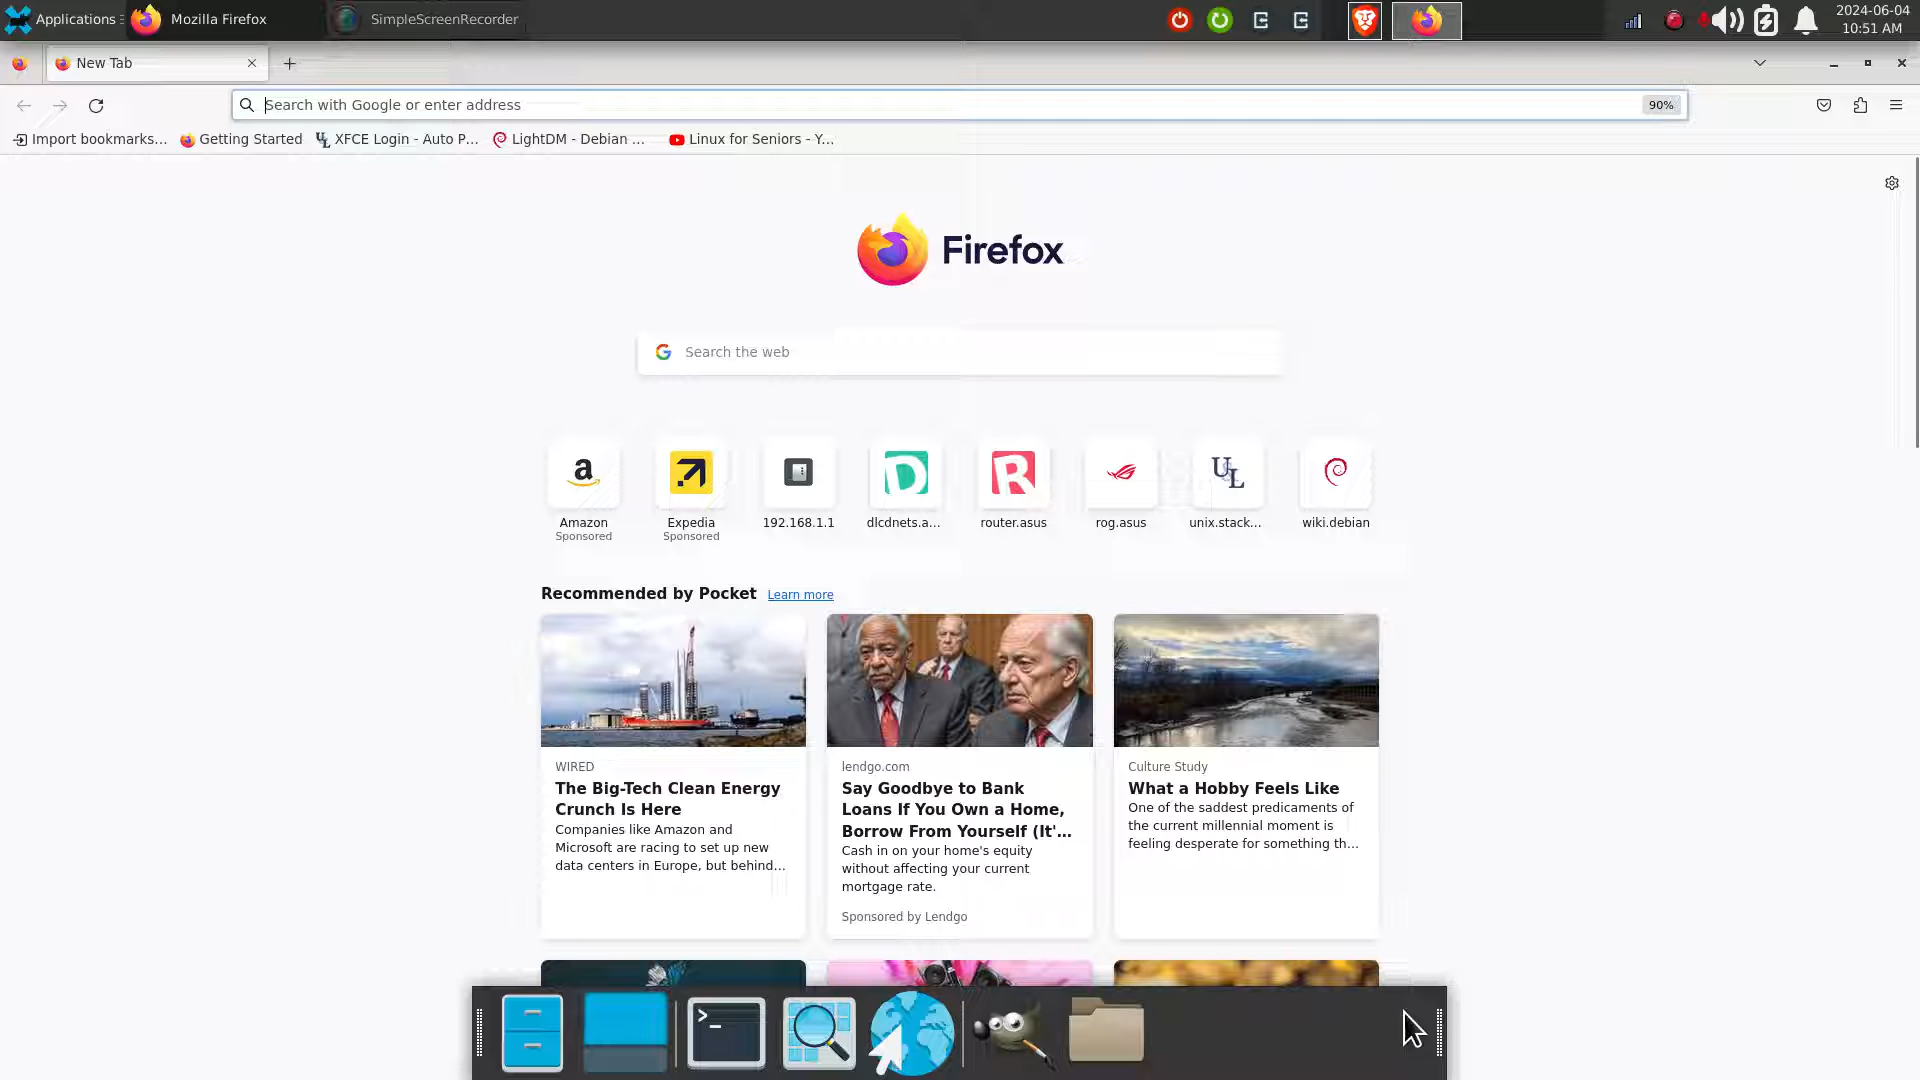 Applications
Mozilla Firefox
SimpleScreenRecorder
2024-06-04
10:51 AM
New Tab
Search with Google or enter address
90%
Import bookmarks...
Getting Started
XFCE Login - Auto P...
LightDM - Debian ...
Linux for Seniors - Y...
Firefox
Search the web
Amazon
Sponsored
Expedia
Sponsored
192.168.1.1
dlcdnets.a...
router.asus
rog.asus
unix.stack...
wiki.debian
Recommended by Pocket Learn more
WIRED
The Big-Tech Clean Energy
Crunch Is Here
Companies like Amazon and
Microsoft are racing to set up new
data centers in Europe, but behind...
lendgo.com
Say Goodbye to Bank
Loans If You Own a Home,
Borrow From Yourself (It'...
Cash in on your home's equity
without affecting your current
mortgage rate.
Sponsored by Lendgo
Culture Study
What a Hobby Feels Like
One of the saddest predicaments of
the current millennial moment is
feeling desperate for something th...